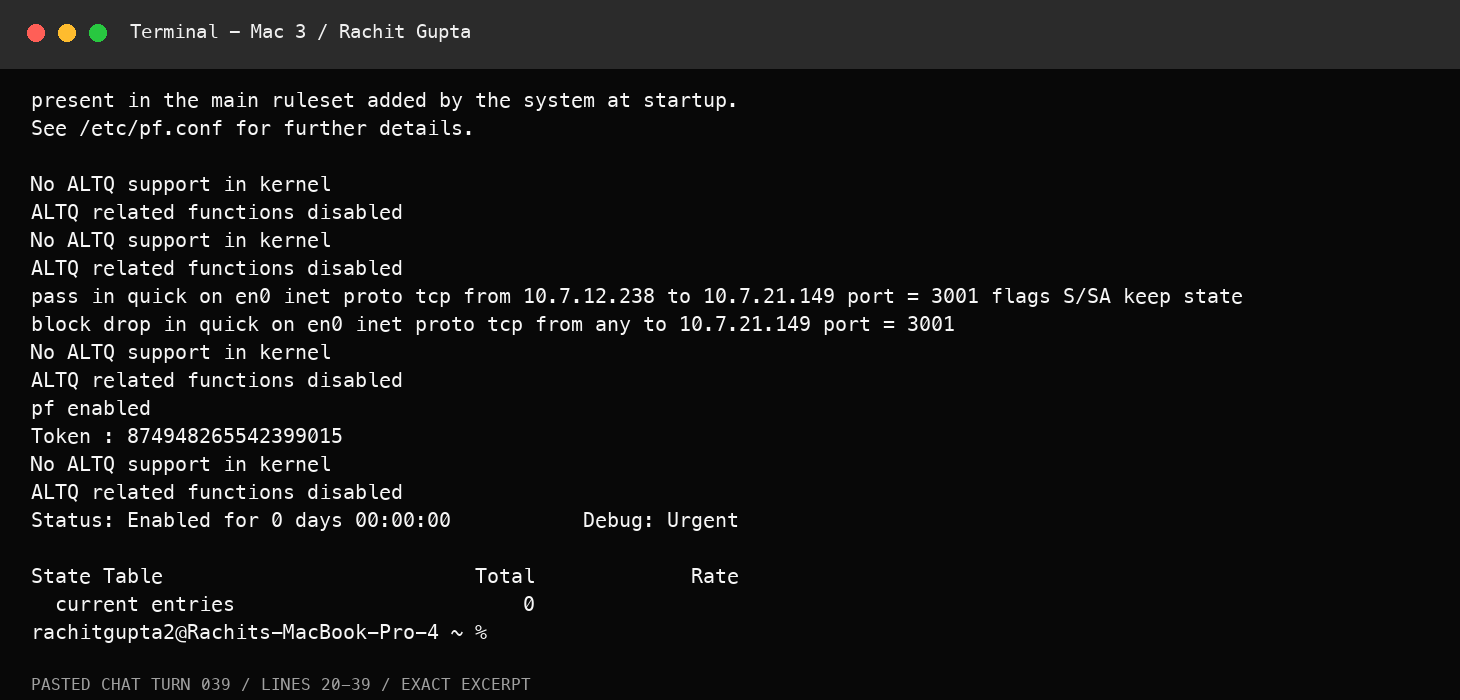 Terminal — Mac 3 / Rachit Gupta
present in the main ruleset added by the system at startup.
See /etc/pf.conf for further details.
No ALTQ support in kernel
ALTQ related functions disabled
No ALTQ support in kernel
ALTQ related functions disabled
pass in quick on en0 inet proto tcp from 10.7.12.238 to 10.7.21.149 port = 3001 flags S/SA keep state
block drop in quick on en0 inet proto tcp from any to 10.7.21.149 port = 3001
No ALTQ support in kernel
ALTQ related functions disabled
pf enabled
Token : 874948265542399015
No ALTQ support in kernel
ALTQ related functions disabled
Status: Enabled for 0 days 00:00:00           Debug: Urgent
State Table                          Total             Rate
  current entries                        0
rachitgupta2@Rachits-MacBook-Pro-4 ~ %
PASTED CHAT TURN 039 / LINES 20–39 / EXACT EXCERPT